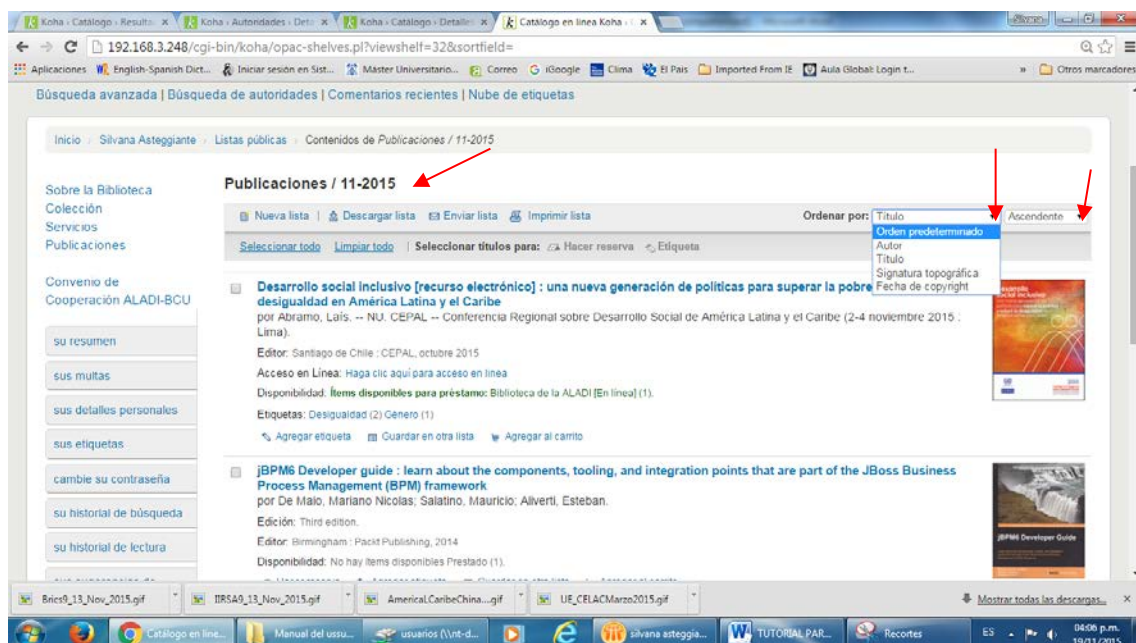 Koha › Catálogo › Result
Koha › Autoridades › Deta
Koha › Catálogo › Detalle
Catálogo en línea Koha ›
192.168.3.248/cgi-bin/koha/opac-shelves.pl?viewshelf=32&sortfield=
Aplicaciones English-Spanish Dict... Iniciar sesión en Sist... Máster Universitario... Correo iGoogle Clima El País Imported From IE Aula Global: Login t... » Otros marcadores
Búsqueda avanzada | Búsqueda de autoridades | Comentarios recientes | Nube de etiquetas
Inicio › Silvana Asteggiante › Listas públicas › Contenidos de Publicaciones / 11-2015
Sobre la Biblioteca
Colección
Servicios
Publicaciones
Convenio de
Cooperación ALADI-BCU
su resumen
sus multas
sus detalles personales
sus etiquetas
cambie su contraseña
su historial de búsqueda
su historial de lectura
Publicaciones / 11-2015
Nueva lista | Descargar lista Enviar lista Imprimir lista Ordenar por: Título Ascendente
Orden predeterminado
Autor
Título
Signatura topográfica
Fecha de copyright
Seleccionar todo Limpiar todo | Seleccionar títulos para: Hacer reserva Etiqueta
Desarrollo social inclusivo [recurso electrónico] : una nueva generación de políticas para superar la pobre
desigualdad en América Latina y el Caribe
por Abramo, Laís. -- NU. CEPAL -- Conferencia Regional sobre Desarrollo Social de América Latina y el Caribe (2-4 noviembre 2015 :
Lima).
Editor: Santiago de Chile : CEPAL, octubre 2015
Acceso en Línea: Haga clic aquí para acceso en línea
Disponibilidad: Ítems disponibles para préstamo: Biblioteca de la ALADI [En línea] (1).
Etiquetas: Desigualdad (2) Género (1)
Agregar etiqueta Guardar en otra lista Agregar al carrito
desarrollo
social inclusivo
jBPM6 Developer guide : learn about the components, tooling, and integration points that are part of the JBoss Business
Process Management (BPM) framework
por De Maio, Mariano Nicolas; Salatino, Mauricio; Aliverti, Esteban.
Edición: Third edition.
Editor: Birmingham : Packt Publishing, 2014
Disponibilidad: No hay ítems disponibles Prestado (1).
jBPM6 Developer Guide
Brics9_13_Nov_2015.gif
IIRSA9_13_Nov_2015.gif
AmericaLCaribeChina....gif
UE_CELACMarzo2015.gif
Mostrar todas las descargas...
Catálogo en líne...
Manual del usu...
usuarios (\\nt-d...
silvana asteggia...
TUTORIAL PAR...
Recortes
ES
04:06 p.m.
19/11/2015